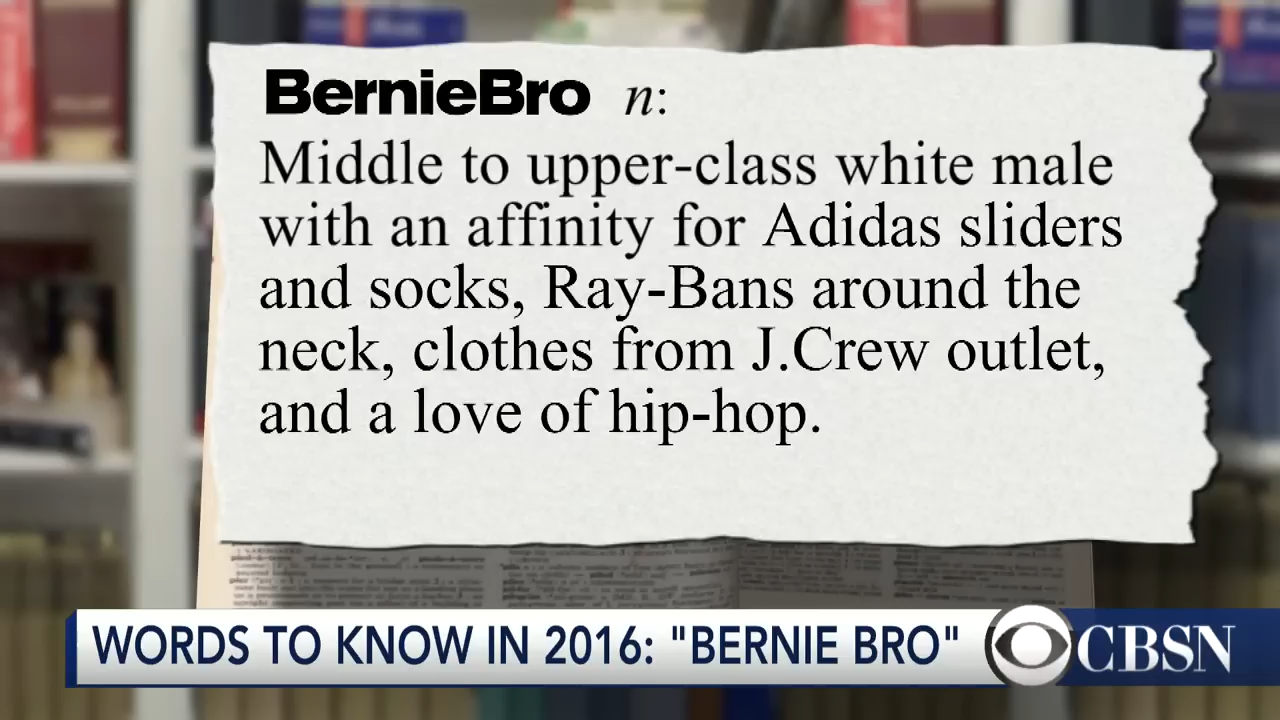 BernieBro n:
Middle to upper-class white male
with an affinity for Adidas sliders
and socks, Ray-Bans around the
neck, clothes from J.Crew outlet,
and a love of hip-hop.
WORDS TO KNOW IN 2016: "BERNIE BRO"
CBSN